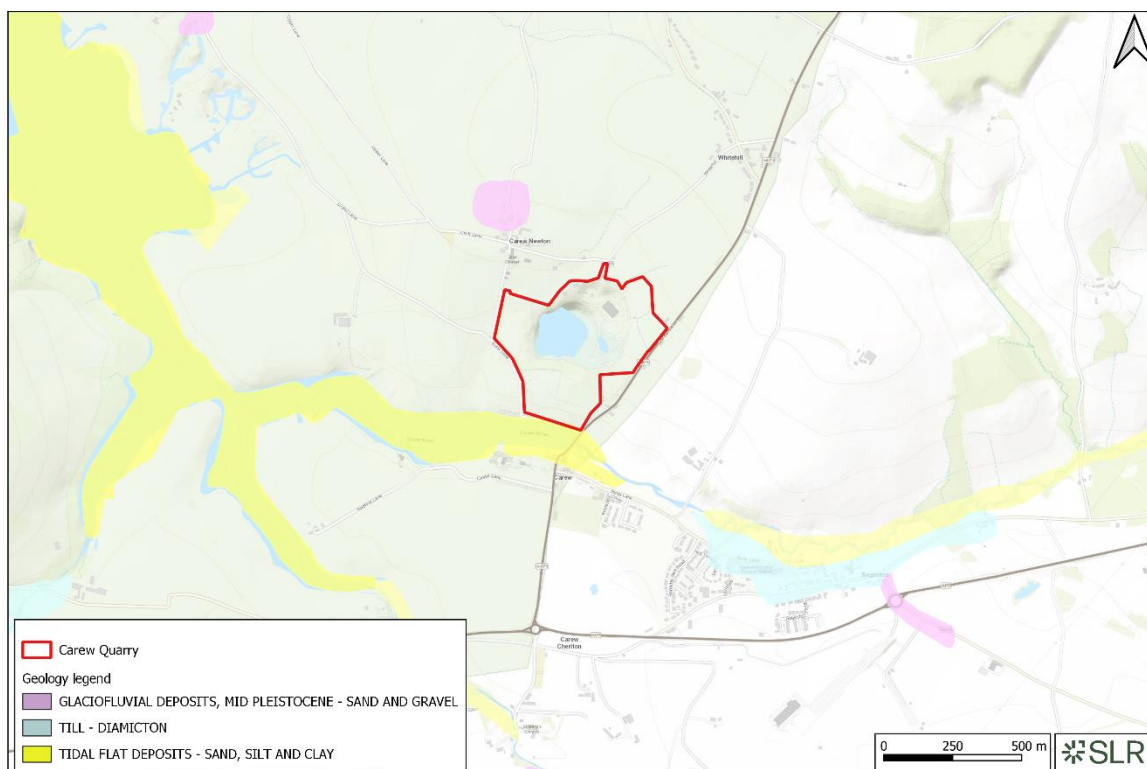 Whitehill
Carew Newton
Carew
Carew
Cheriton
Carew Quarry
Geology legend
GLACIOFLUVIAL DEPOSITS, MID PLEISTOCENE - SAND AND GRAVEL
TILL - DIAMICTON
TIDAL FLAT DEPOSITS - SAND, SILT AND CLAY
0 250 500 m
SLR